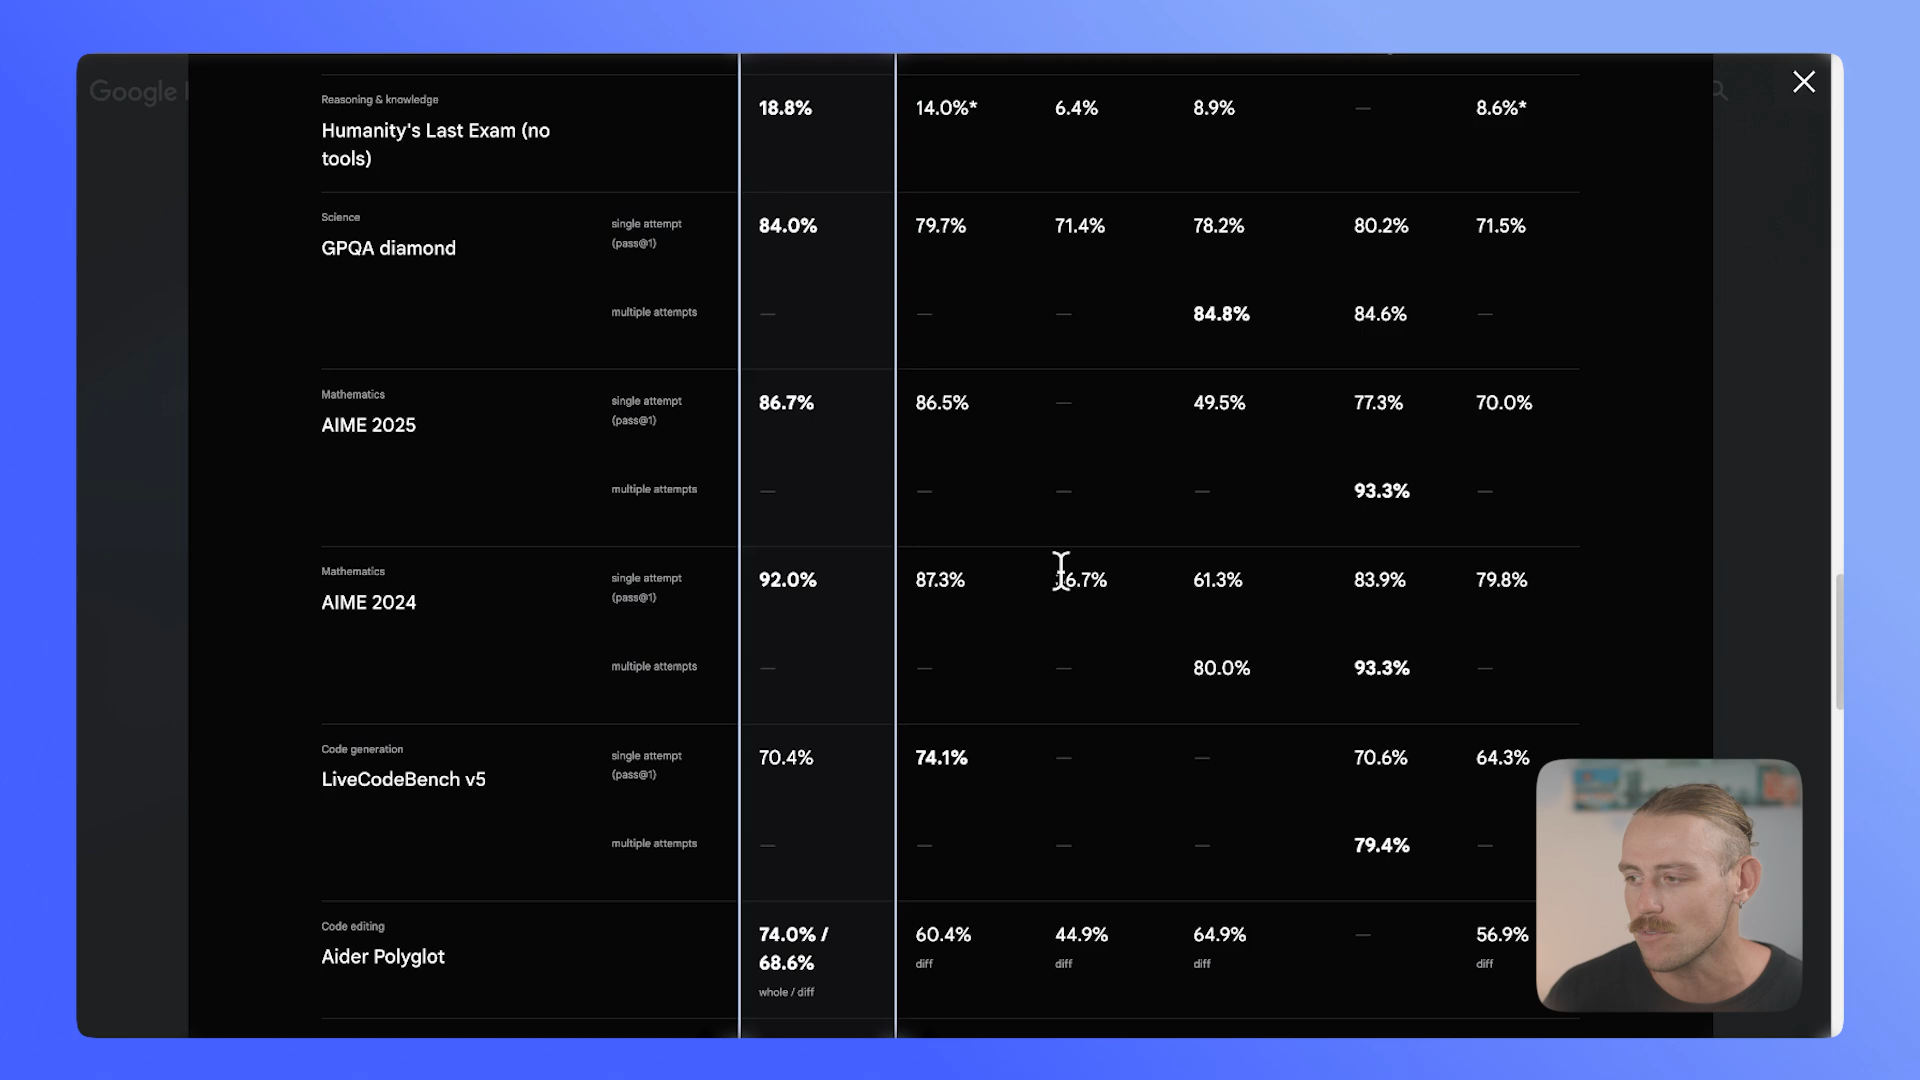 Google
Reasoning & knowledge
Humanity's Last Exam (no
tools)
18.8% 14.0%* 6.4% 8.9% — 8.6%*
Science
GPQA diamond
single attempt
(pass@1)
84.0% 79.7% 71.4% 78.2% 80.2% 71.5%
multiple attempts — — — 84.8% 84.6% —
Mathematics
AIME 2025
single attempt
(pass@1)
86.7% 86.5% — 49.5% 77.3% 70.0%
multiple attempts — — — — 93.3% —
Mathematics
AIME 2024
single attempt
(pass@1)
92.0% 87.3% 6.7% 61.3% 83.9% 79.8%
multiple attempts — — — 80.0% 93.3% —
Code generation
LiveCodeBench v5
single attempt
(pass@1)
70.4% 74.1% — — 70.6% 64.3%
multiple attempts — — — — 79.4% —
Code editing
Aider Polyglot
74.0% / 60.4% 44.9% 64.9% — 56.9%
68.6% diff diff diff diff
whole / diff